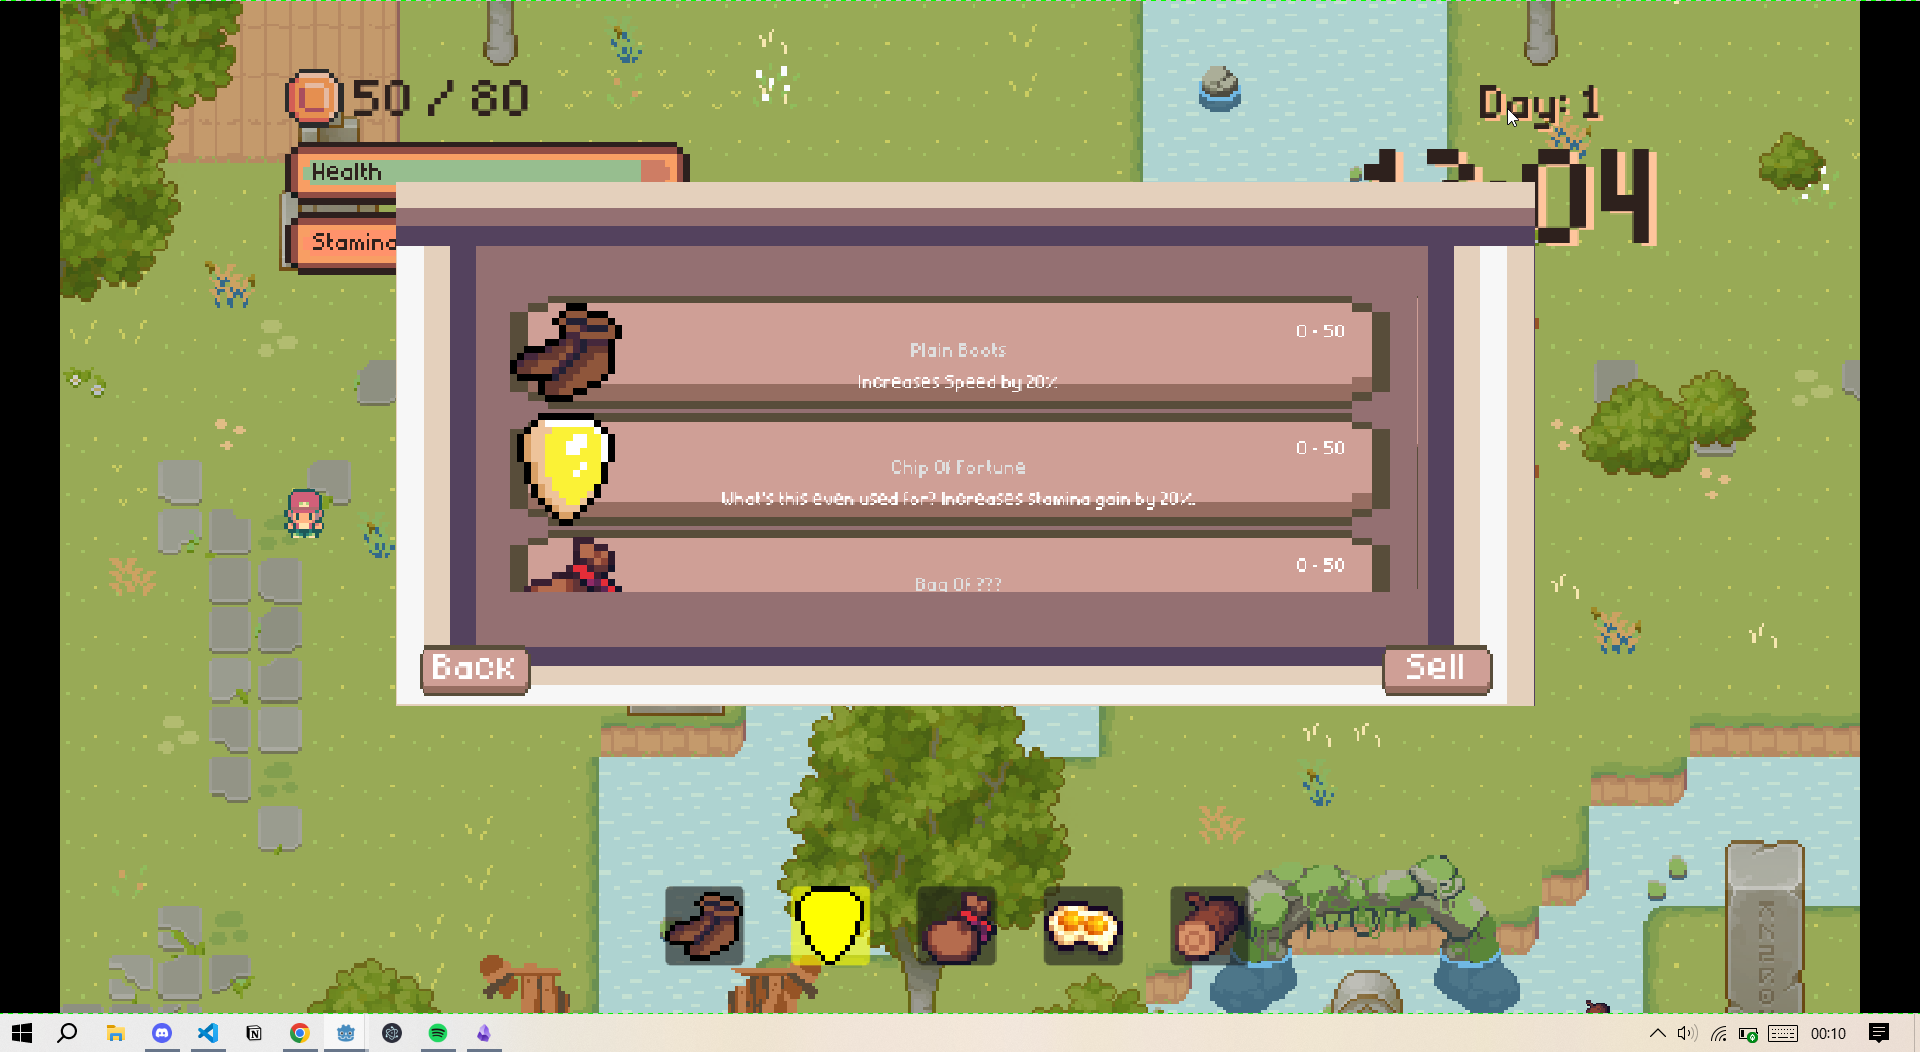 50 / 80
Day: 1
Health
Stamina
04
0 - 50
Plain Boots
Increases Speed by 20%
0 - 50
Chip Of Fortune
What's this even used for? Increases stamina gain by 20%.
0 - 50
Bag Of ???
Back
Sell
00:10